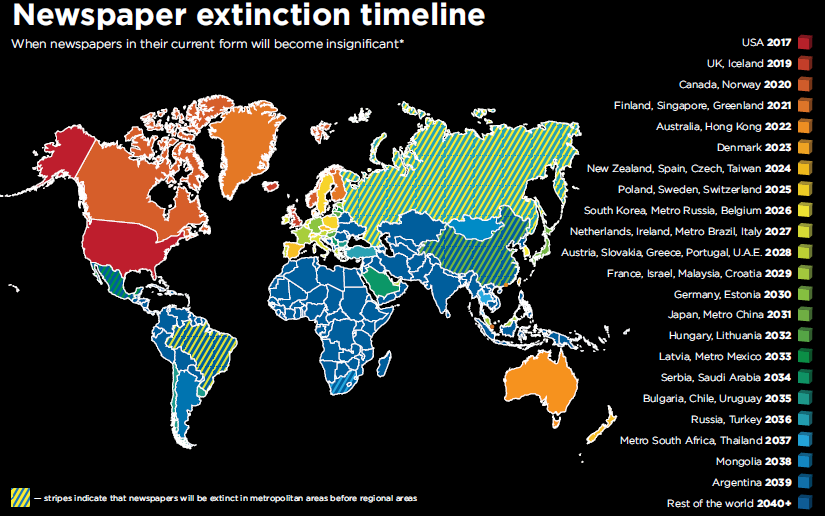 Newspaper extinction timeline
When newspapers in their current form will become insignificant*
USA 2017
UK, Iceland 2019
Canada, Norway 2020
Finland, Singapore, Greenland 2021
Australia, Hong Kong 2022
Denmark 2023
New Zealand, Spain, Czech, Taiwan 2024
Poland, Sweden, Switzerland 2025
South Korea, Metro Russia, Belgium 2026
Netherlands, Ireland, Metro Brazil, Italy 2027
Austria, Slovakia, Greece, Portugal, U.A.E. 2028
France, Israel, Malaysia, Croatia 2029
Germany, Estonia 2030
Japan, Metro China 2031
Hungary, Lithuania 2032
Latvia, Metro Mexico 2033
Serbia, Saudi Arabia 2034
Bulgaria, Chile, Uruguay 2035
Russia, Turkey 2036
Metro South Africa, Thailand 2037
Mongolia 2038
Argentina 2039
Rest of the world 2040+
— stripes indicate that newspapers will be extinct in metropolitan areas before regional areas